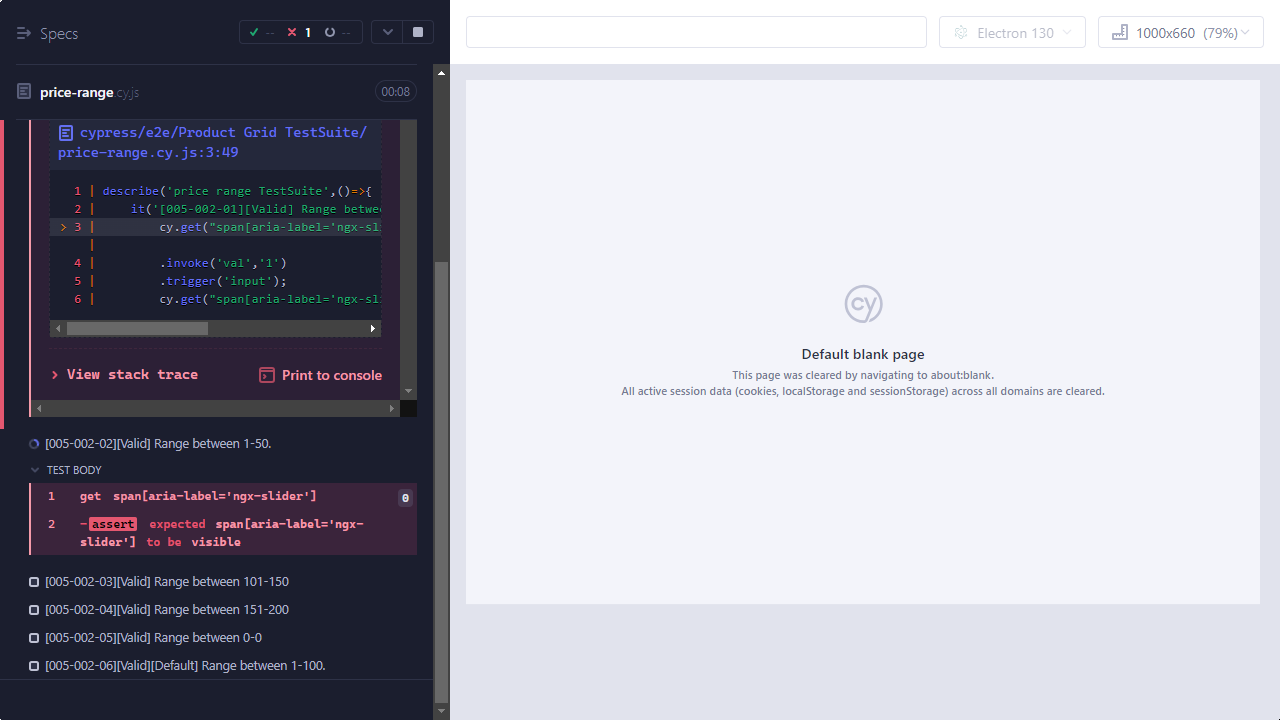 Specs
-- 1 --
price-range.cy.js
00:08
cypress/e2e/Product Grid TestSuite/
price-range.cy.js:3:49
1 | describe('price range TestSuite',()=>{
2 | it('[005-002-01][Valid] Range betwee
> 3 | cy.get("span[aria-label='ngx-sli
|
4 | .invoke('val','1')
5 | .trigger('input');
6 | cy.get("span[aria-label='ngx-sli
View stack trace
Print to console
[005-002-02][Valid] Range between 1-50.
TEST BODY
1 get span[aria-label='ngx-slider'] 0
2 -assert expected span[aria-label='ngx-
slider'] to be visible
[005-002-03][Valid] Range between 101-150
[005-002-04][Valid] Range between 151-200
[005-002-05][Valid] Range between 0-0
[005-002-06][Valid][Default] Range between 1-100.
Electron 130
1000x660 (79%)
cy
Default blank page
This page was cleared by navigating to about:blank.
All active session data (cookies, localStorage and sessionStorage) across all domains are cleared.